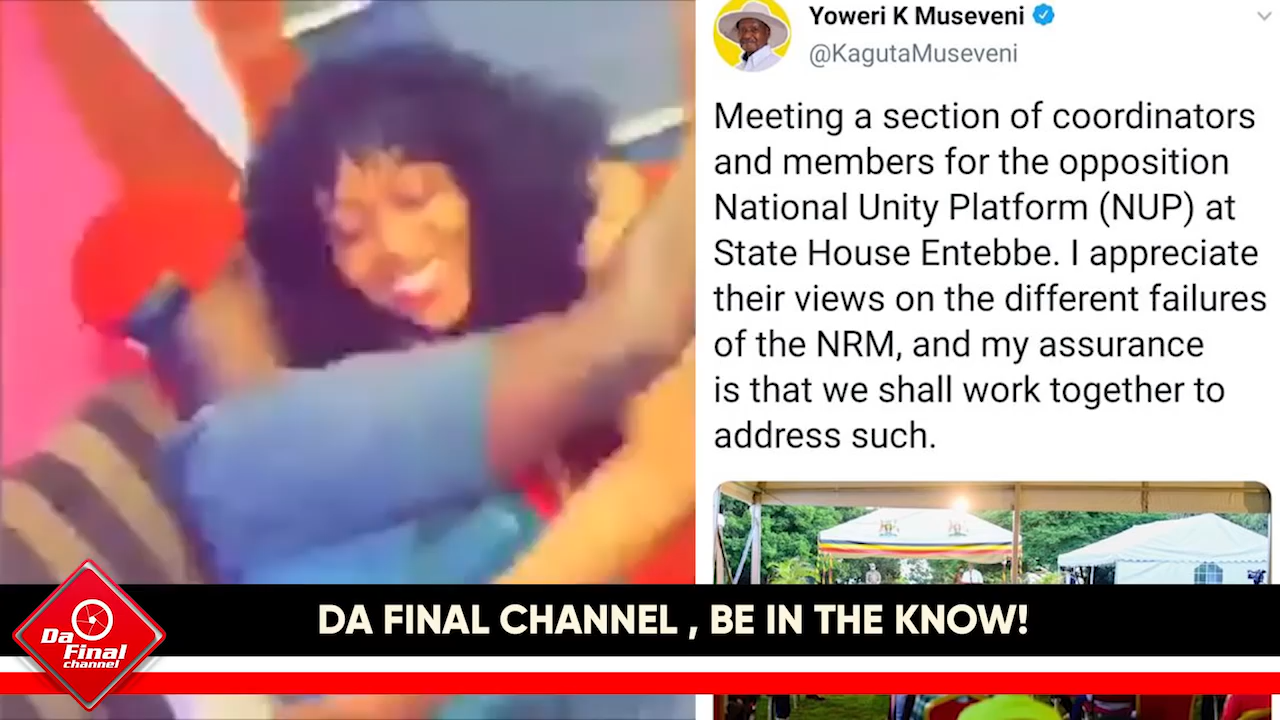 Yoweri K Museveni
@KagutaMuseveni
Meeting a section of coordinators
and members for the opposition
National Unity Platform (NUP) at
State House Entebbe. I appreciate
their views on the different failures
of the NRM, and my assurance
is that we shall work together to
address such.
DA FINAL CHANNEL , BE IN THE KNOW!
Da
Final
channel